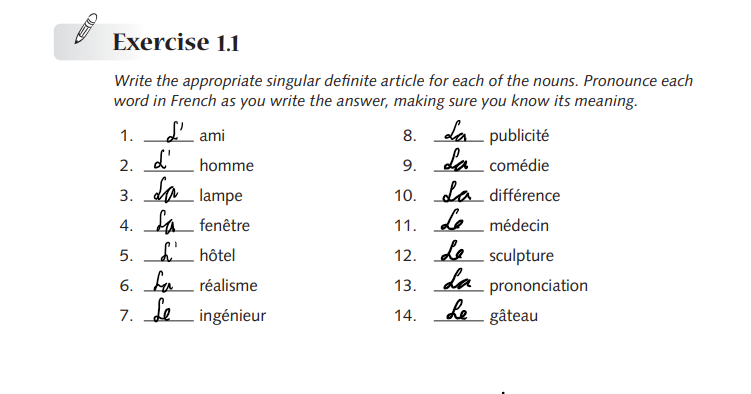 Exercise 1.1
Write the appropriate singular definite article for each of the nouns. Pronounce each
word in French as you write the answer, making sure you know its meaning.
1. L' ami
2. L' homme
3. La lampe
4. La fenêtre
5. L' hôtel
6. La réalisme
7. Le ingénieur
8. La publicité
9. La comédie
10. La différence
11. Le médecin
12. Le sculpture
13. La prononciation
14. Le gâteau